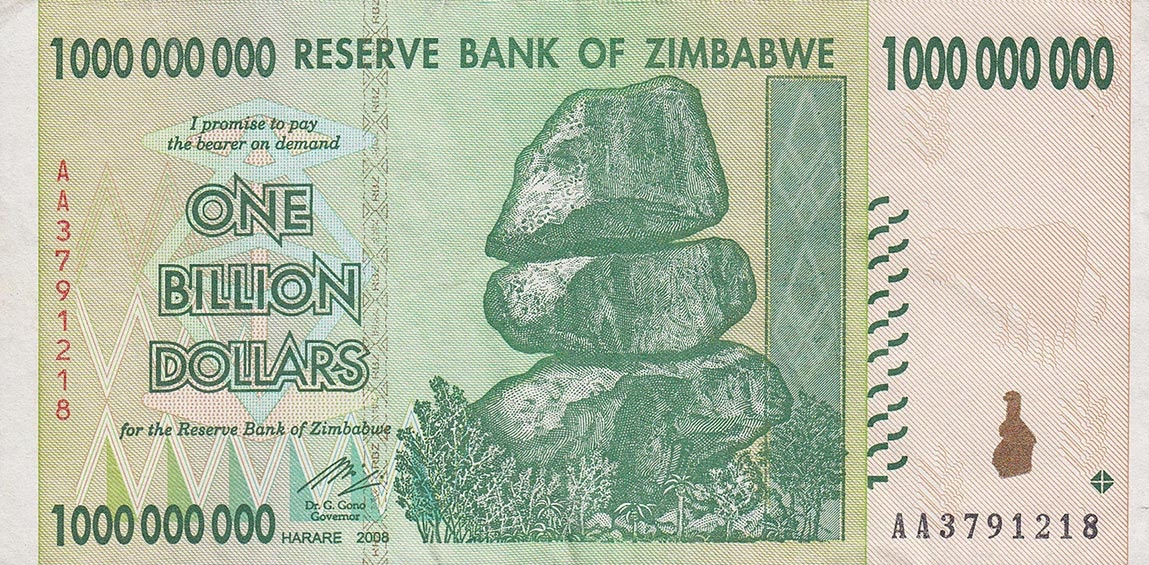 1000 000 000 RESERVE BANK OF ZIMBABWE 1000 000 000
I promise to pay
the bearer on demand
ONE
BILLION
DOLLARS
AA3791218
for the Reserve Bank of Zimbabwe
Dr. G. Gono
Governor
1000 000 000 HARARE 2008
AA3791218
RBZ